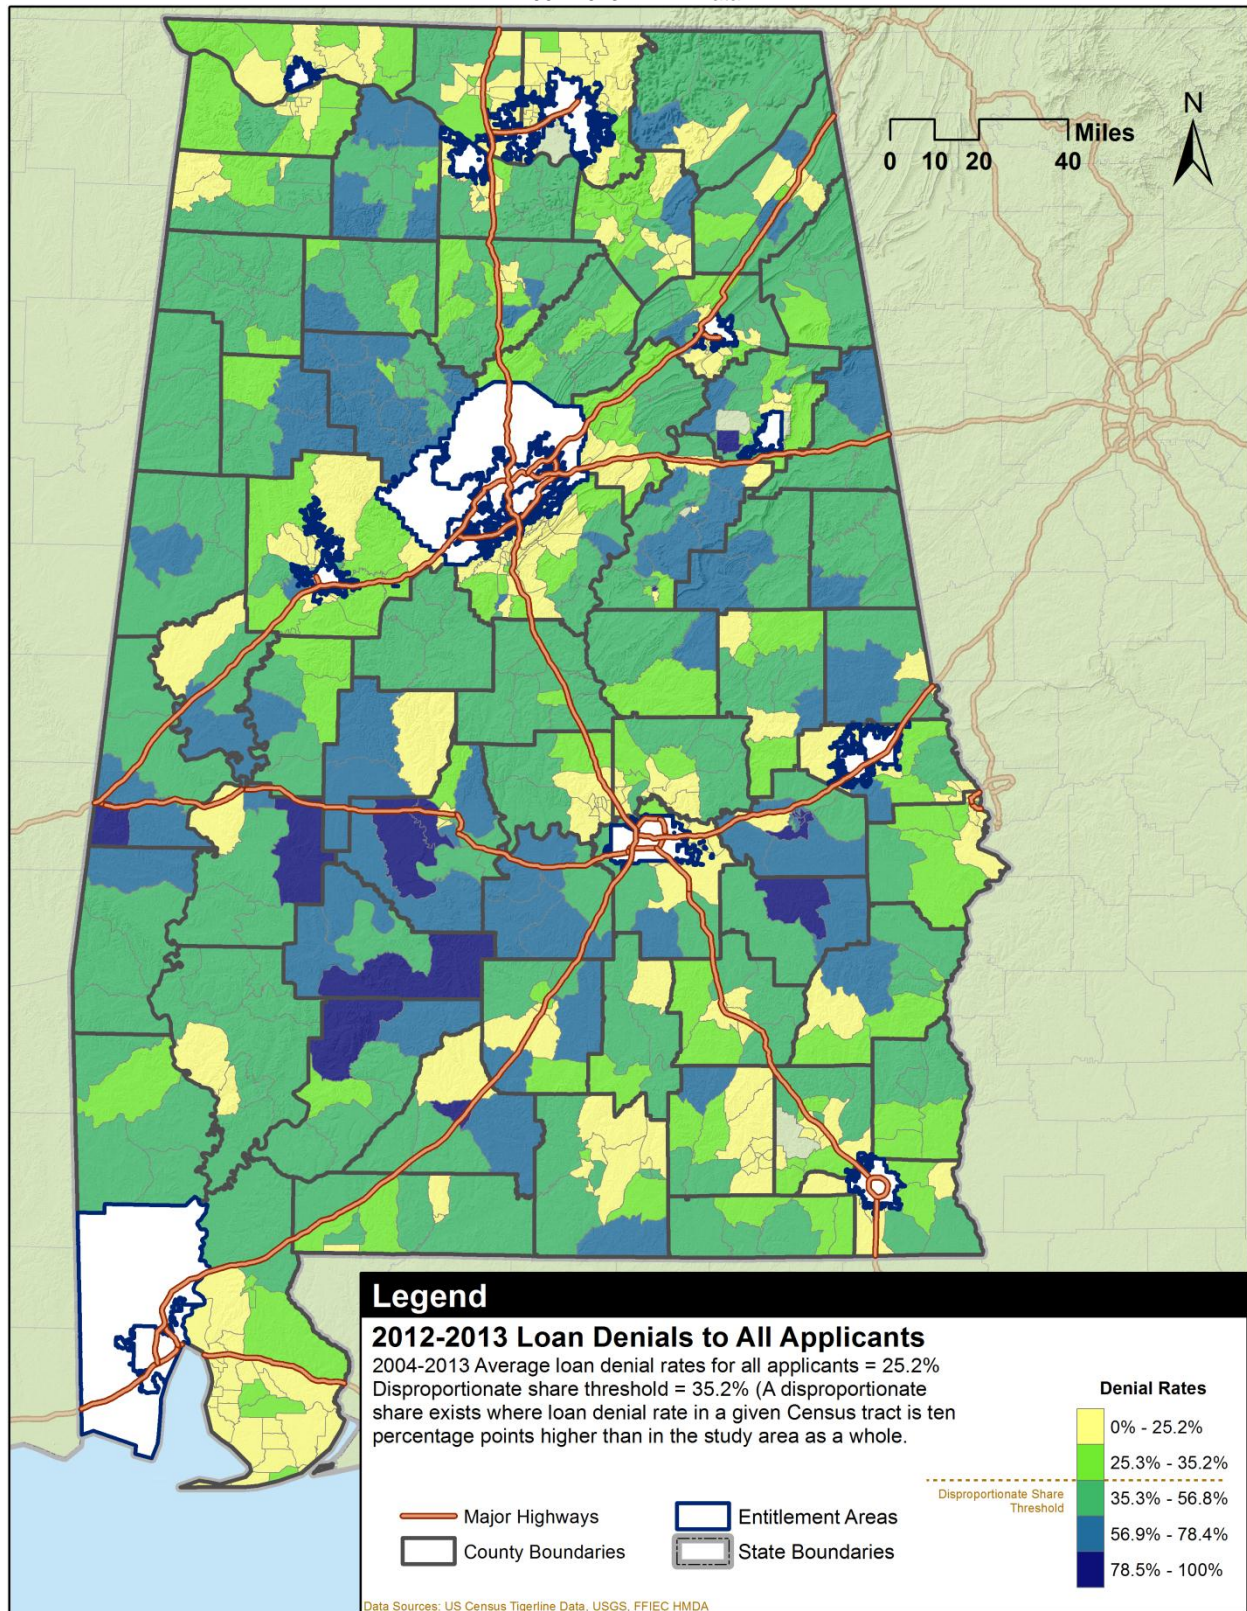 N
Miles
0 10 20 40
Legend
2012-2013 Loan Denials to All Applicants
2004-2013 Average loan denial rates for all applicants = 25.2%
Disproportionate share threshold = 35.2% (A disproportionate
share exists where loan denial rate in a given Census tract is ten
percentage points higher than in the study area as a whole.
Major Highways
County Boundaries
Entitlement Areas
State Boundaries
Denial Rates
0% - 25.2%
25.3% - 35.2%
Disproportionate Share
Threshold
35.3% - 56.8%
56.9% - 78.4%
78.5% - 100%
Data Sources: US Census Tigerline Data, USGS, FFIEC HMDA